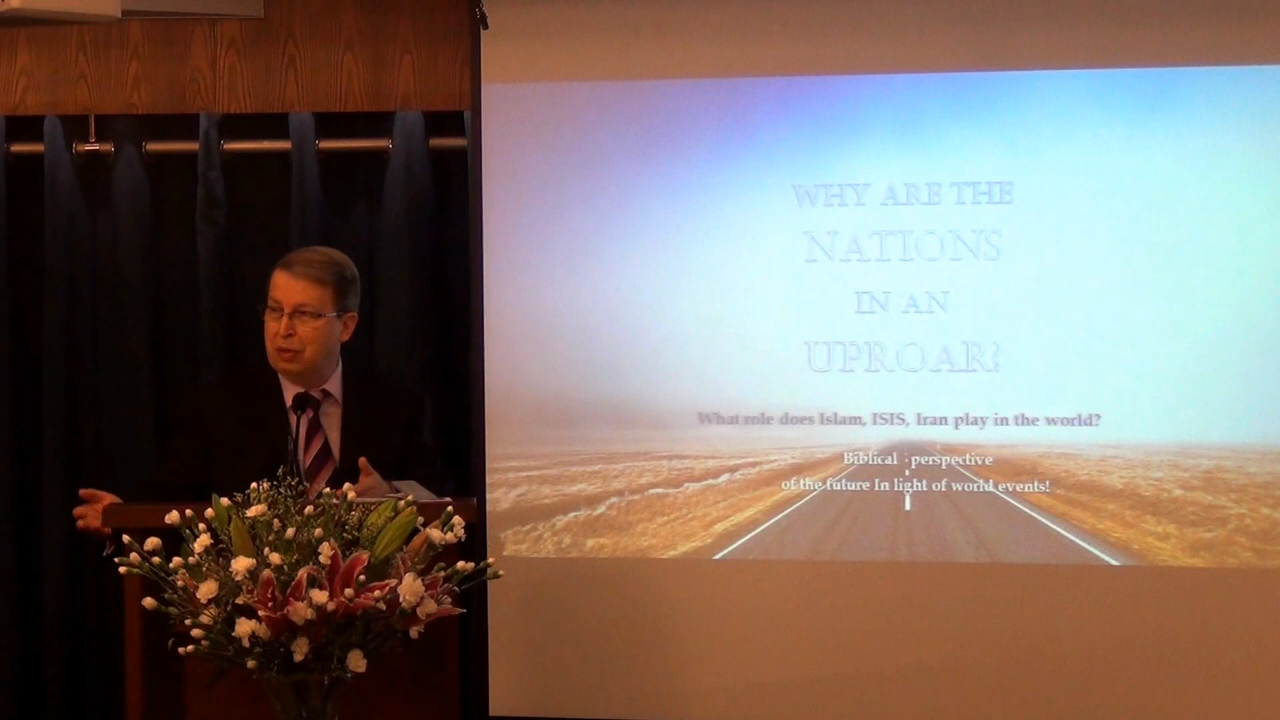 WHY ARE THE
NATIONS
IN AN
UPROAR?
What role does Islam, ISIS, Iran play in the world?
Biblical perspective
of the future In light of world events!